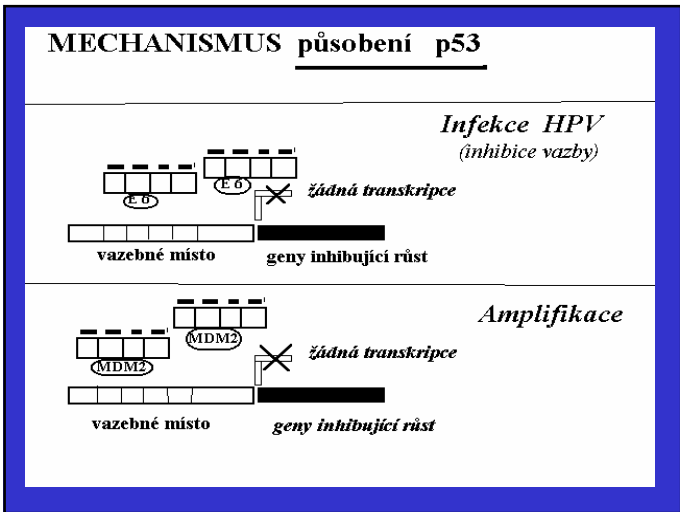 MECHANISMUS působení p53
Infekce HPV
(inhibice vazby)
E 6
E 6
žádná transkripce
vazebné místo
geny inhibující růst
Amplifikace
MDM2
MDM2
žádná transkripce
vazebné místo
geny inhibující růst